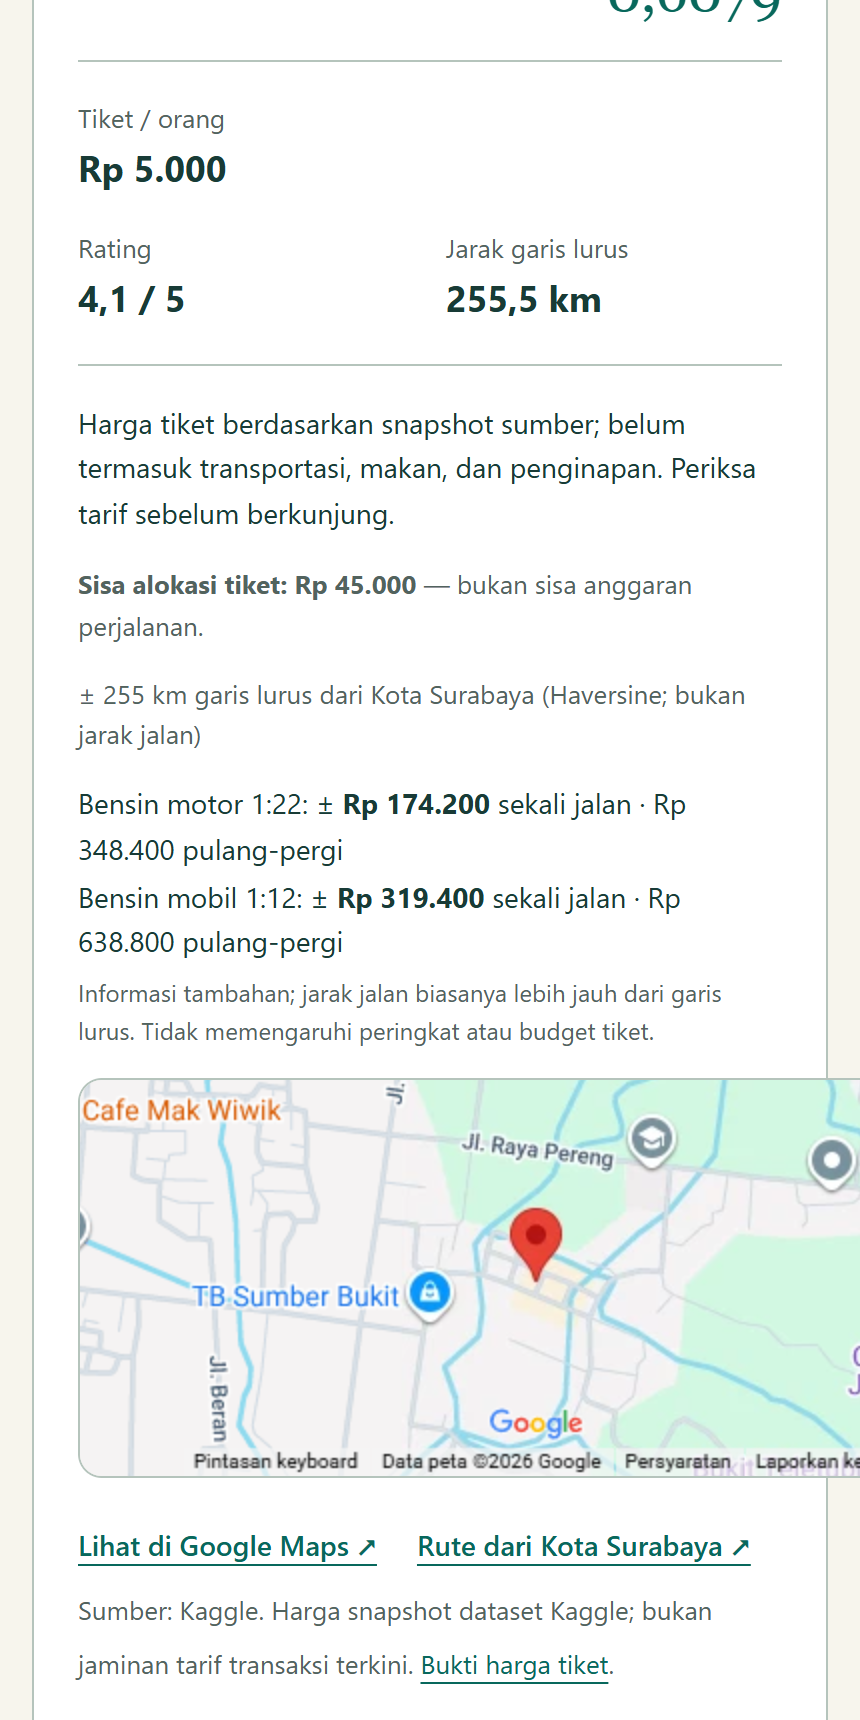 Tiket / orang
Rp 5.000
Rating
Jarak garis lurus
4,1 / 5
255,5 km
Harga tiket berdasarkan snapshot sumber; belum
termasuk transportasi, makan, dan penginapan. Periksa
tarif sebelum berkunjung.
Sisa alokasi tiket: Rp 45.000 — bukan sisa anggaran
perjalanan.
± 255 km garis lurus dari Kota Surabaya (Haversine; bukan
jarak jalan)
Bensin motor 1:22: ± Rp 174.200 sekali jalan · Rp
348.400 pulang-pergi
Bensin mobil 1:12: ± Rp 319.400 sekali jalan · Rp
638.800 pulang-pergi
Informasi tambahan; jarak jalan biasanya lebih jauh dari garis
lurus. Tidak memengaruhi peringkat atau budget tiket.
Jl.
Cafe Mak Wiwik
Jl. Raya Pereng
TB Sumber Bukit
Jl. Beran
Google
Pintasan keyboard
Data peta ©2026 Google
Persyaratan
Laporkan
Lihat di Google Maps ↗
Rute dari Kota Surabaya ↗
Sumber: Kaggle. Harga snapshot dataset Kaggle; bukan
jaminan tarif transaksi terkini. Bukti harga tiket.